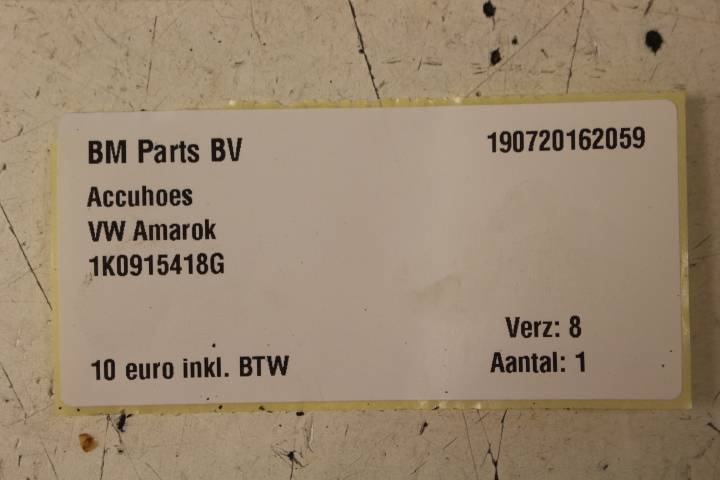 BM Parts BV 190720162059
Accuhoes
VW Amarok
1K0915418G
Verz: 8
10 euro inkl. BTW Aantal: 1